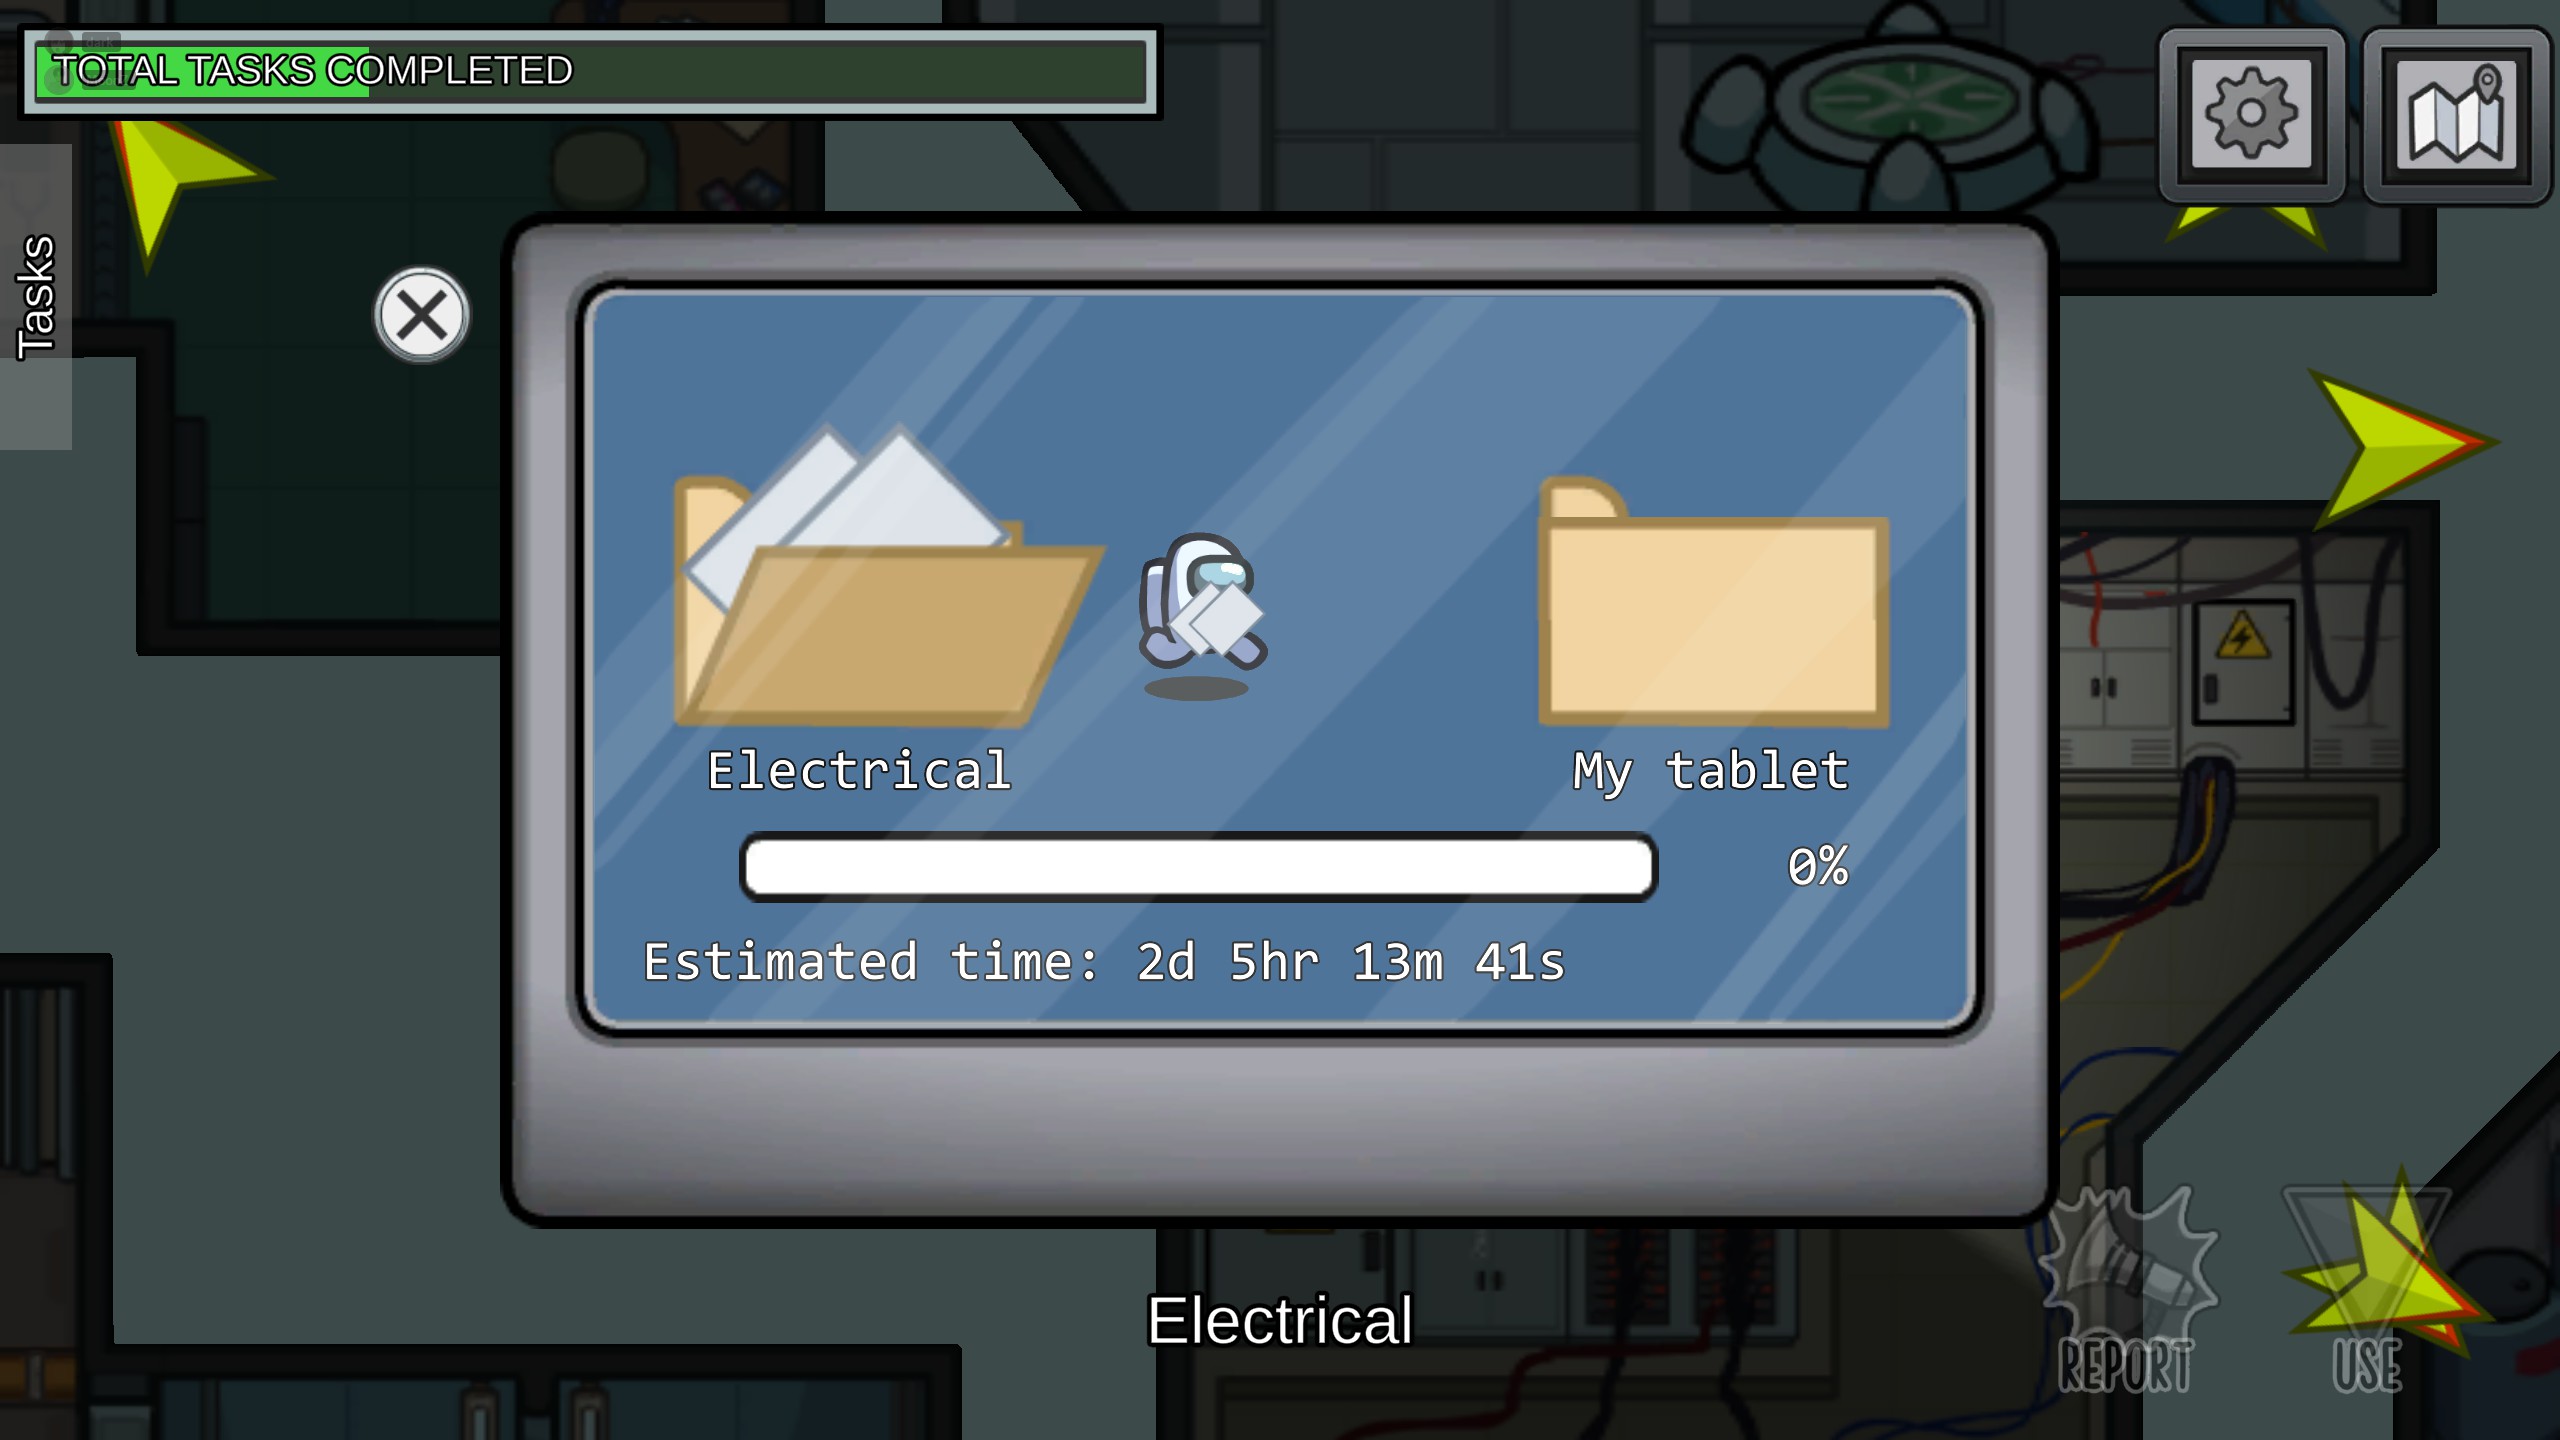 TOTAL TASKS COMPLETED
Tasks
Electrical
My tablet
0%
Estimated time: 2d 5hr 13m 41s
Electrical
REPORT
USE